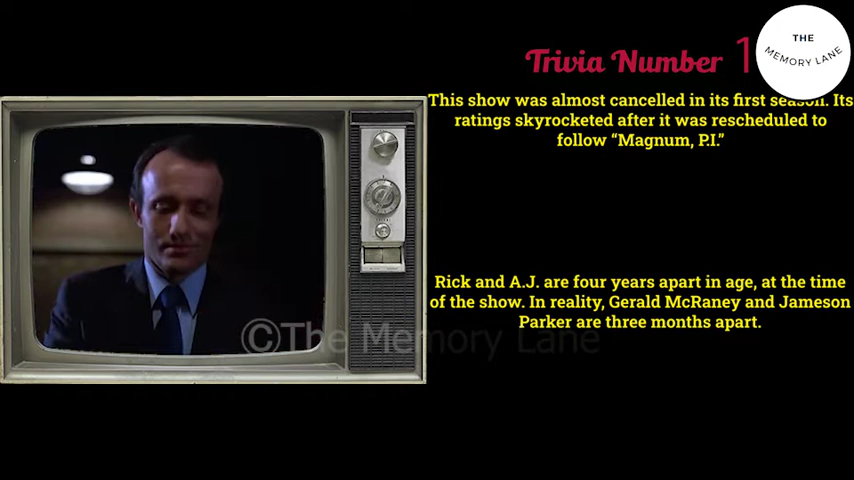 Trivia Number 1
THE
MEMORY LANE
This show was almost cancelled in its first season. Its
ratings skyrocketed after it was rescheduled to
follow “Magnum, P.I.”
Rick and A.J. are four years apart in age, at the time
of the show. In reality, Gerald McRaney and Jameson
Parker are three months apart.
©The Memory Lane